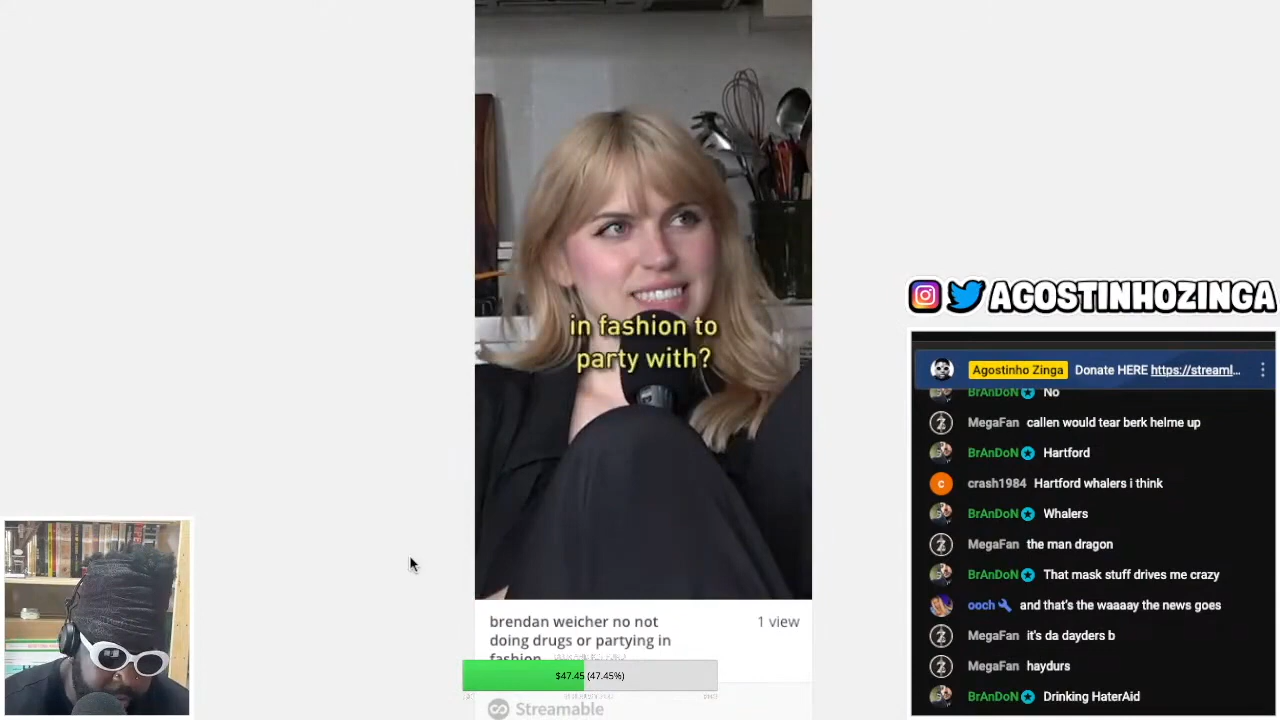 in fashion to
party with?
brendan weicher no not
doing drugs or partying in
fashion
1 view
$47.45 (47.45%)
Streamable
AGOSTINHOZINGA
Agostinho Zinga Donate HERE https://streaml...
BrAnDoN No
MegaFan callen would tear berk helme up
BrAnDoN Hartford
c crash1984 Hartford whalers i think
BrAnDoN Whalers
MegaFan the man dragon
BrAnDoN That mask stuff drives me crazy
ooch and that's the waaaay the news goes
MegaFan it's da dayders b
MegaFan haydurs
BrAnDoN Drinking HaterAid